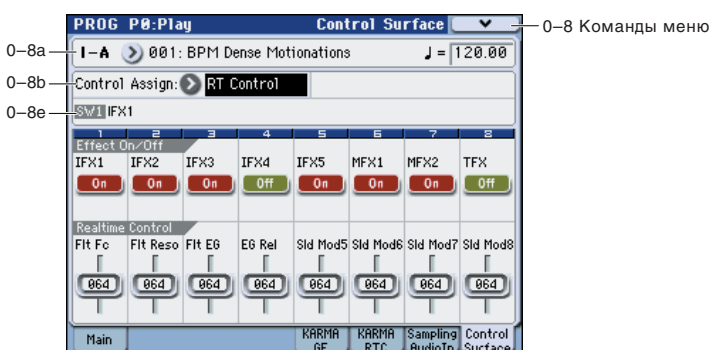 PROG P0:Play Control Surface
0–8 Команды меню
0–8a
I-A 001: BPM Dense Motionations ♩ = 120.00
0–8b
Control Assign: RT Control
0–8e
SW1 IFX1
1 2 3 4 5 6 7 8
Effect On/Off
IFX1 IFX2 IFX3 IFX4 IFX5 MFX1 MFX2 TFX
On On On Off On On On Off
Realtime Control
Flt Fc Flt Reso Flt EG EG Rel Sld Mod5 Sld Mod6 Sld Mod7 Sld Mod8
064 064 064 064 064 064 064 064
Main KARMA GE KARMA RTC Sampling AudioIn Control Surface